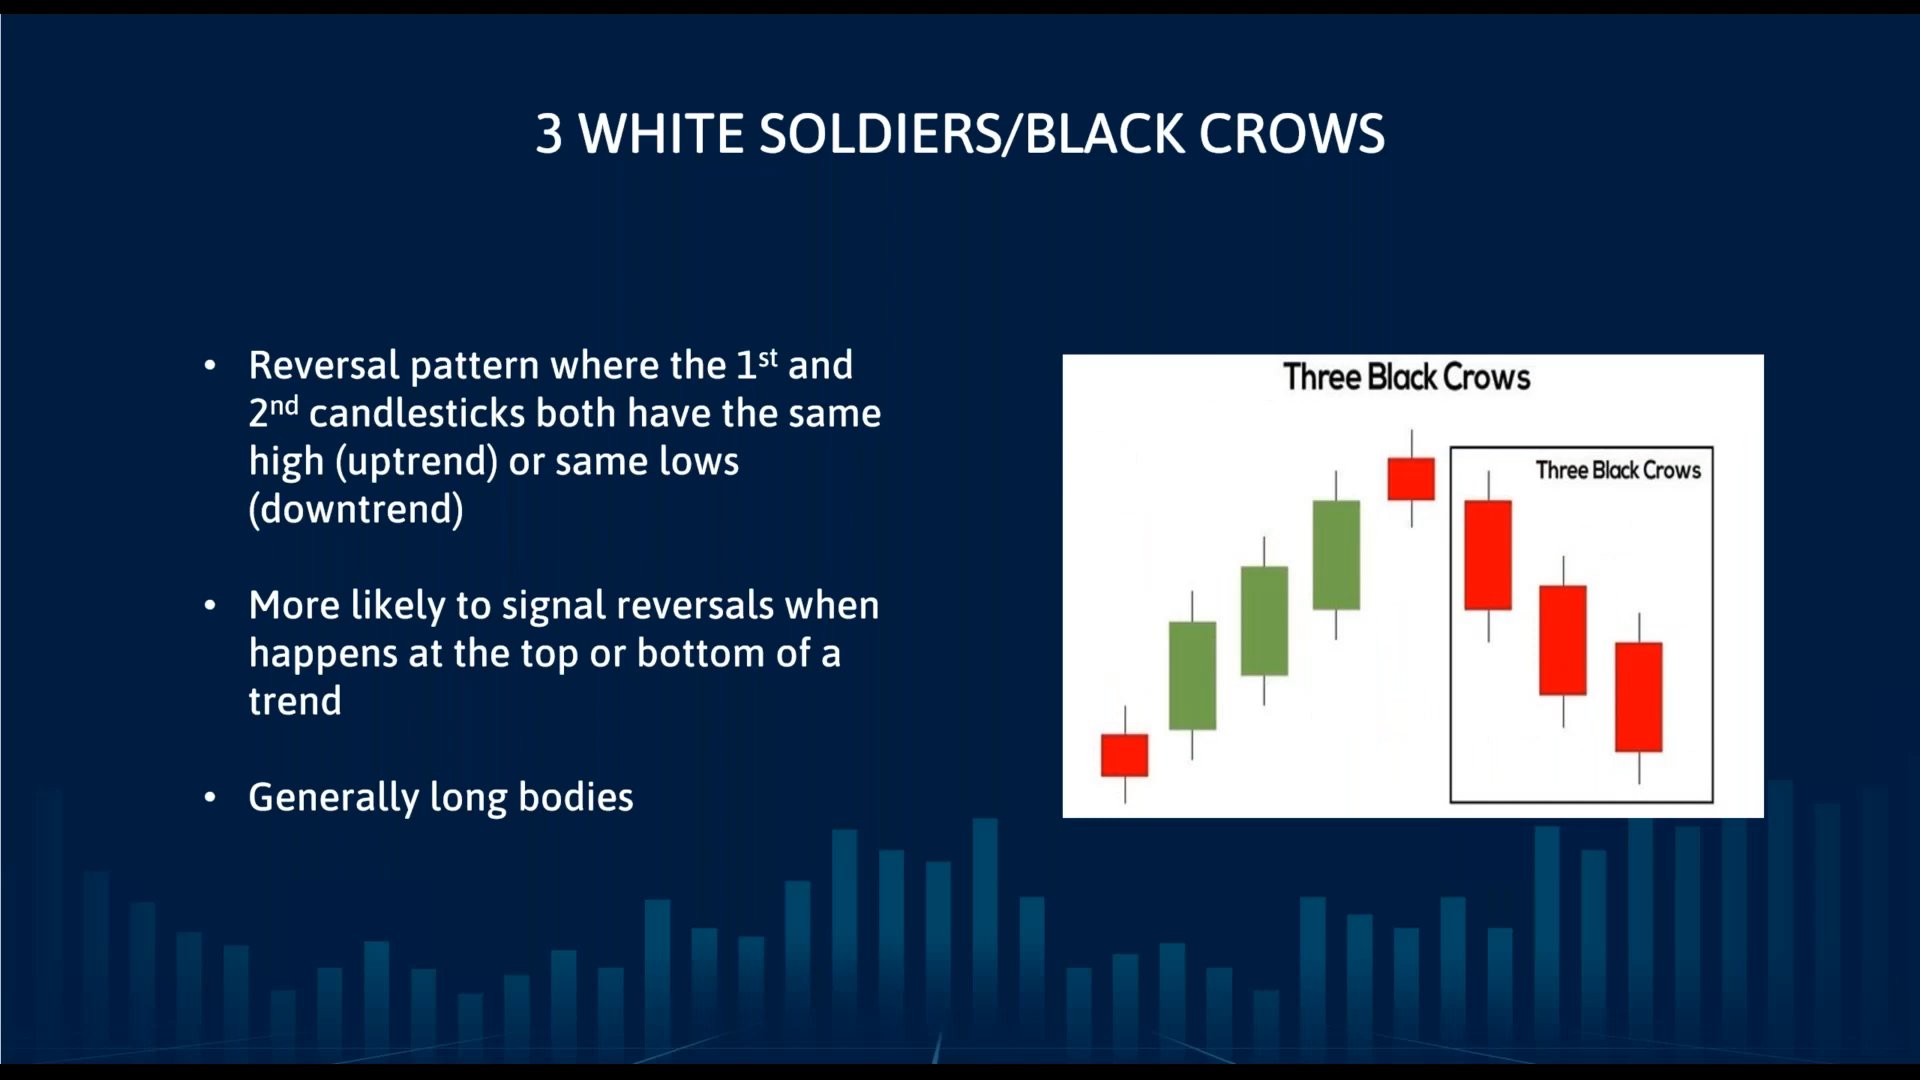 3 WHITE SOLDIERS/BLACK CROWS
• Reversal pattern where the 1st and
2nd candlesticks both have the same
high (uptrend) or same lows
(downtrend)
• More likely to signal reversals when
happens at the top or bottom of a
trend
• Generally long bodies
Three Black Crows
Three Black Crows